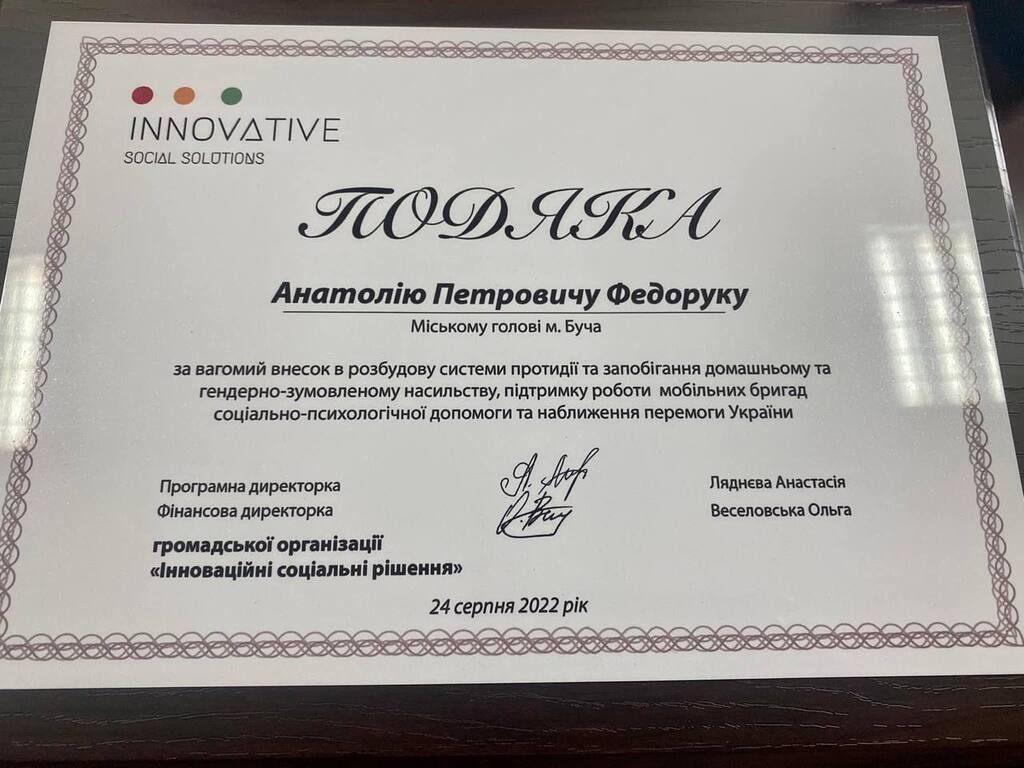 INNOVATIVE
SOCIAL SOLUTIONS
ПОДЯКА
Анатолію Петровичу Федоруку
Міському голові м. Буча
за вагомий внесок в розбудову системи протидії та запобігання домашньому та
гендерно-зумовленому насильству, підтримку роботи мобільних бригад
соціально-психологічної допомоги та наближення перемоги України
Програмна директорка
Ляднєва Анастасія
Фінансова директорка
Веселовська Ольга
громадської організації
«Інноваційні соціальні рішення»
24 серпня 2022 рік